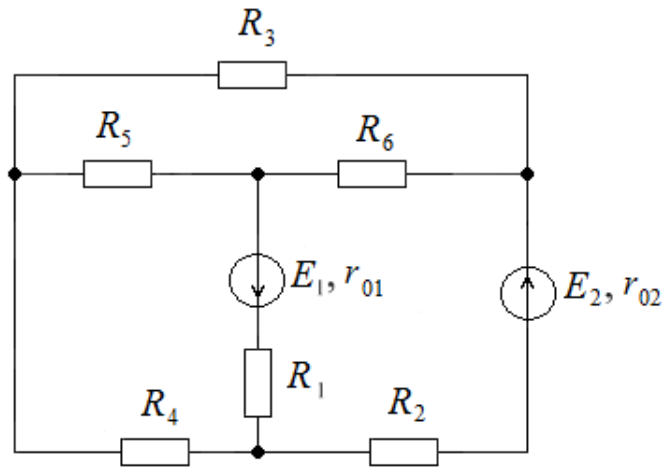 R₃
R₅
R₆
E₁, r₀₁
E₂, r₀₂
R₁
R₄
R₂